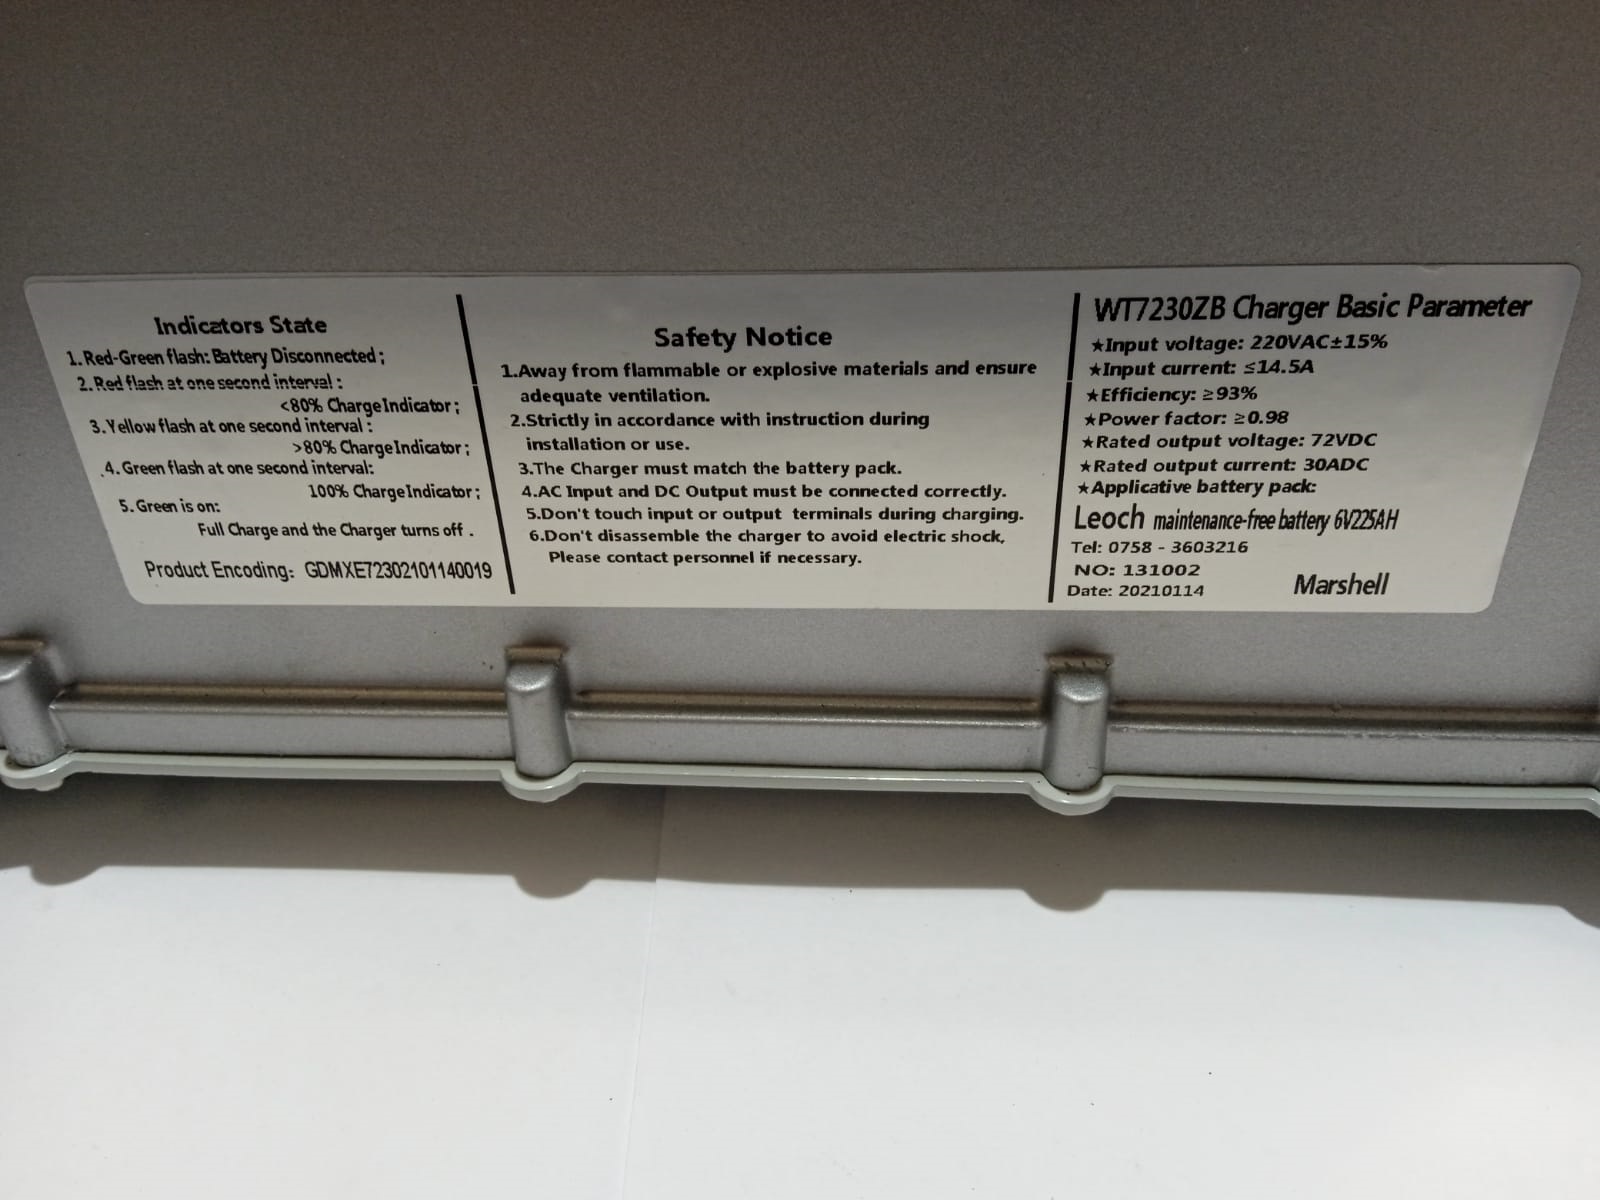 Indicators State
1.Red-Green flash: Battery Disconnected;
2.Red flash at one second interval:
<80% Charge Indicator;
3.Yellow flash at one second interval:
>80% Charge Indicator;
4.Green flash at one second interval:
100% Charge Indicator;
5.Green is on:
Full Charge and the Charger turns off.
Product Encoding: GDMXE72302101140019
Safety Notice
1.Away from flammable or explosive materials and ensure
adequate ventilation.
2.Strictly in accordance with instruction during
installation or use.
3.The Charger must match the battery pack.
4.AC Input and DC Output must be connected correctly.
5.Don't touch input or output terminals during charging.
6.Don't disassemble the charger to avoid electric shock,
Please contact personnel if necessary.
WT7230ZB Charger Basic Parameter
★Input voltage: 220VAC±15%
★Input current: ≤14.5A
★Efficiency: ≥93%
★Power factor: ≥0.98
★Rated output voltage: 72VDC
★Rated output current: 30ADC
★Applicative battery pack:
Leoch maintenance-free battery 6V225AH
Tel: 0758 - 3603216
NO: 131002
Date: 20210114
Marshell